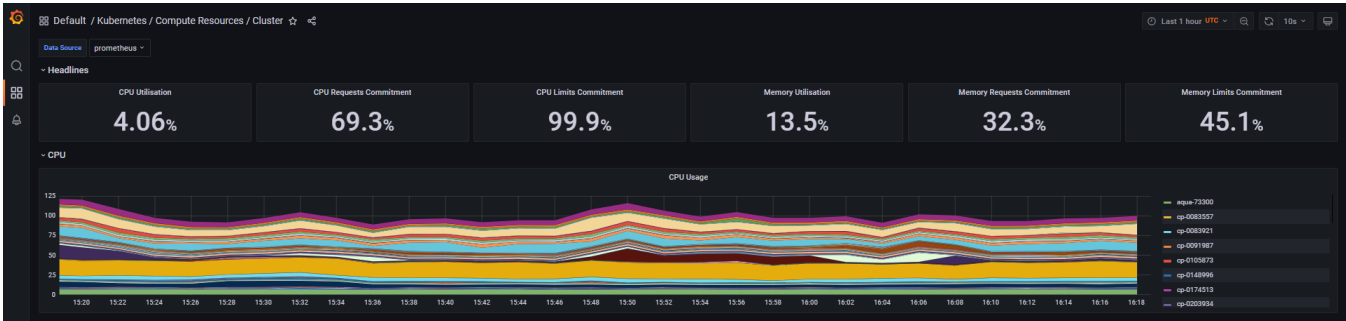 Default / Kubernetes / Compute Resources / Cluster
Last 1 hour UTC
10s
Data Source prometheus
Headlines
CPU Utilisation
4.06%
CPU Requests Commitment
69.3%
CPU Limits Commitment
99.9%
Memory Utilisation
13.5%
Memory Requests Commitment
32.3%
Memory Limits Commitment
45.1%
CPU
CPU Usage
125
100
75
50
25
0
15:20 15:22 15:24 15:26 15:28 15:30 15:32 15:34 15:36 15:38 15:40 15:42 15:44 15:46 15:48 15:50 15:52 15:54 15:56 15:58 16:00 16:02 16:04 16:06 16:08 16:10 16:12 16:14 16:16 16:18
aqua-73300
cp-0083557
cp-0083921
cp-0091987
cp-0105873
cp-0148996
cp-0174513
cp-0203934